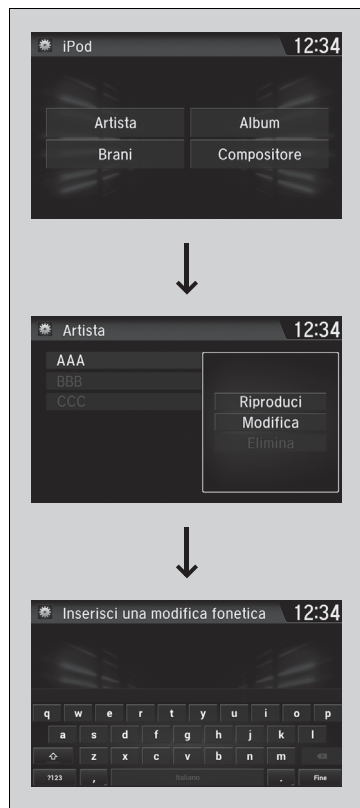 iPod 12:34
Artista Album
Brani Compositore
Artista 12:34
AAA
BBB
CCC
Riproduci
Modifica
Elimina
Inserisci una modifica fonetica 12:34
q w e r t y u i o p
a s d f g h j k l
z x c v b n m
?123 , Italiano . Fine